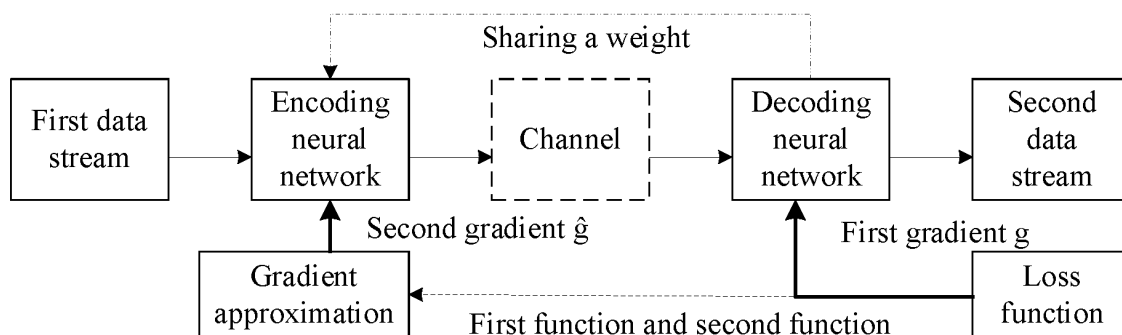 Sharing a weight
First data
stream
Encoding
neural
network
Channel
Decoding
neural
network
Second
data
stream
Second gradient ĝ
First gradient g
Gradient
approximation
Loss
function
First function and second function